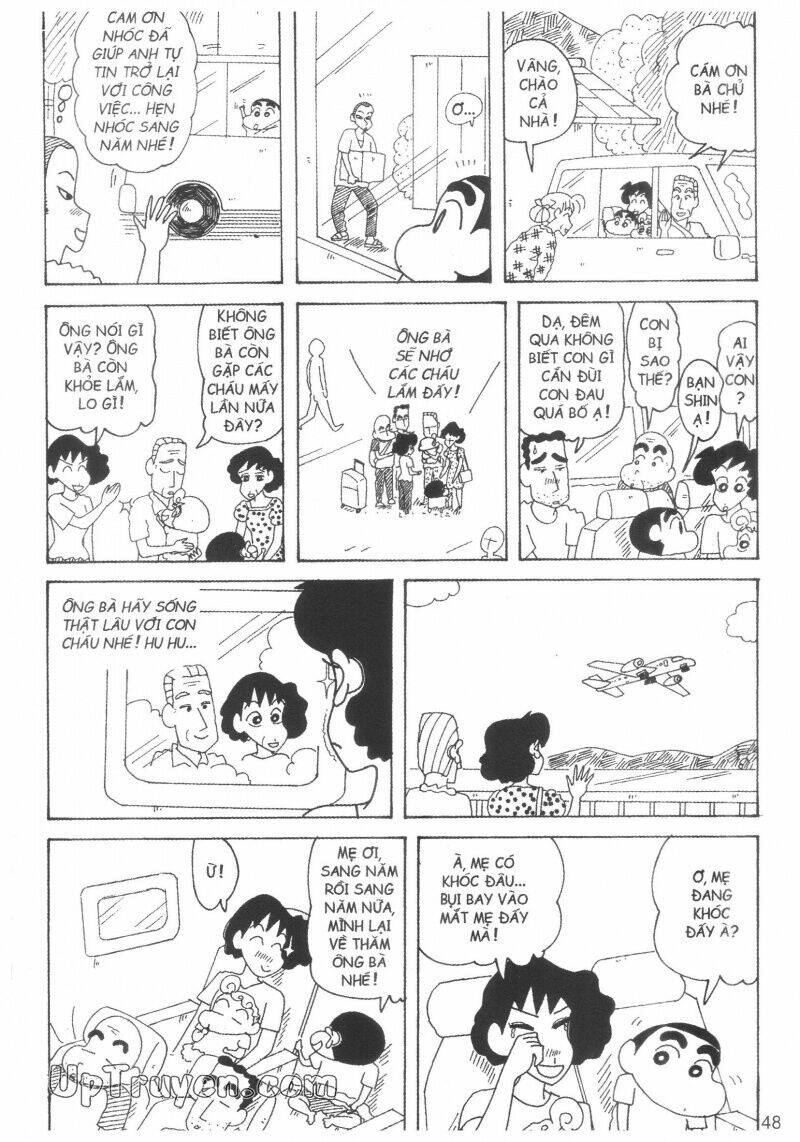 CẢM ƠN
NHÓC ĐÃ
GIÚP ANH TỰ
TIN TRỞ LẠI
VỚI CÔNG
VIỆC... HẸN
NHÓC SANG
NĂM NHÉ!
Ơ...
VÂNG,
CHÀO
CẢ
NHÀ!
CẢM ƠN
BÀ CHỦ
NHÉ!
ÔNG NÓI GÌ
VẬY? ÔNG
BÀ CÒN
KHỎE LẮM,
LO GÌ!
KHÔNG
BIẾT ÔNG
BÀ CÒN
GẶP CÁC
CHÁU MẤY
LẦN NỮA
ĐÂY?
ÔNG BÀ
SẼ NHỚ
CÁC CHÁU
LẮM ĐẤY!
DẠ, ĐÊM
QUA KHÔNG
BIẾT CON GÌ
CẮN ĐÙI
CON ĐAU
QUÁ BỐ Ạ!
CON
BỊ
SAO
THẾ?
BẠN
SHIN
Ạ!
AI
VẬY
CON
?
ÔNG BÀ HÃY SỐNG
THẬT LÂU VỚI CON
CHÁU NHÉ! HU HU...
Ừ!
MẸ ƠI,
SANG NĂM
RỒI SANG
NĂM NỮA,
MÌNH LẠI
VỀ THĂM
ÔNG BÀ
NHÉ!
À, MẸ CÓ
KHÓC ĐÂU...
BỤI BAY VÀO
MẮT MẸ ĐẤY
MÀ!
Ơ, MẸ
ĐANG
KHÓC
ĐẤY À?
UpTruyen.com
48